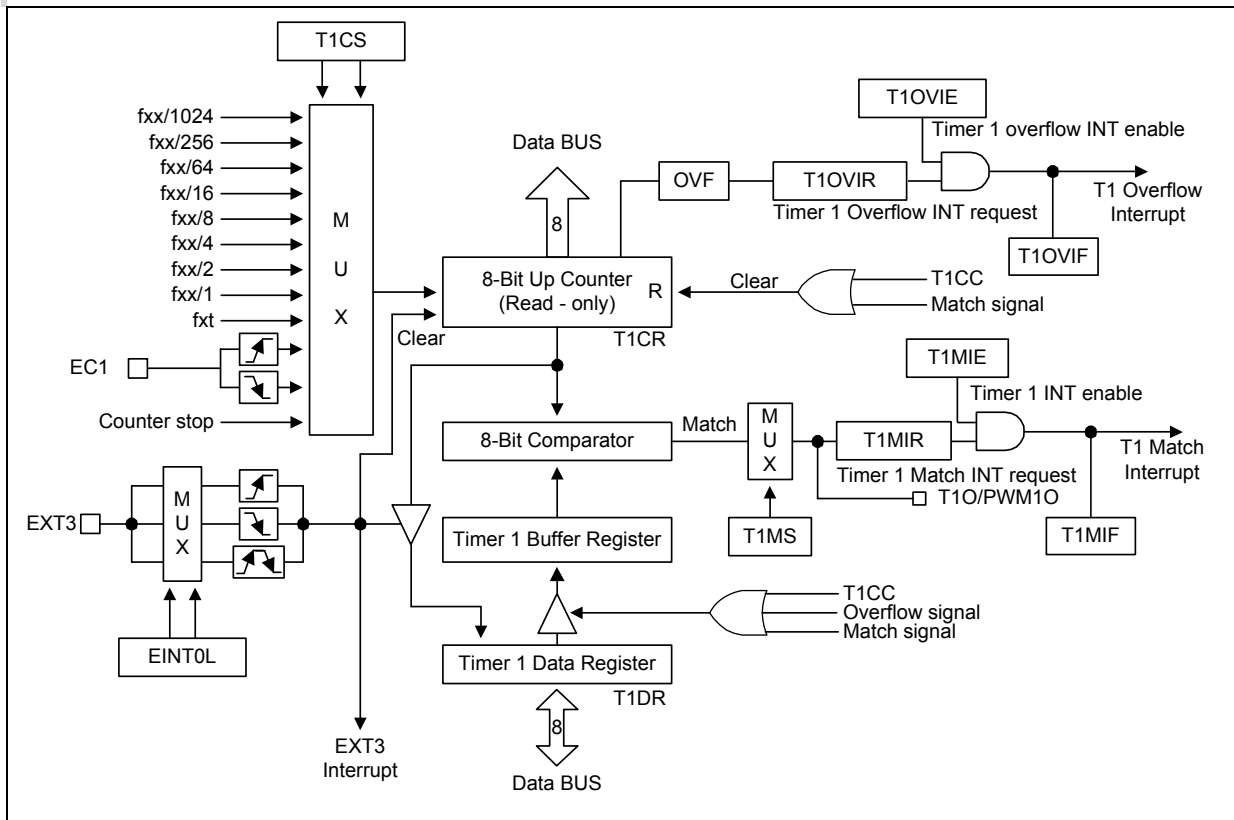 T1CS
fxx/1024
fxx/256
fxx/64
fxx/16
fxx/8
fxx/4
fxx/2
fxx/1
fxt
EC1
Counter stop
M
U
X
Data BUS
8
8-Bit Up Counter
(Read - only)
R
T1CR
Clear
OVF
T1OVIR
Timer 1 Overflow INT request
T1OVIE
Timer 1 overflow INT enable
T1 Overflow
Interrupt
T1OVIF
Clear
T1CC
Match signal
8-Bit Comparator
Match
M
U
X
T1MS
T1MIE
Timer 1 INT enable
T1MIR
Timer 1 Match INT request
T1O/PWM1O
T1 Match
Interrupt
T1MIF
EXT3
M
U
X
EINT0L
Timer 1 Buffer Register
T1CC
Overflow signal
Match signal
Timer 1 Data Register
T1DR
8
Data BUS
EXT3
Interrupt